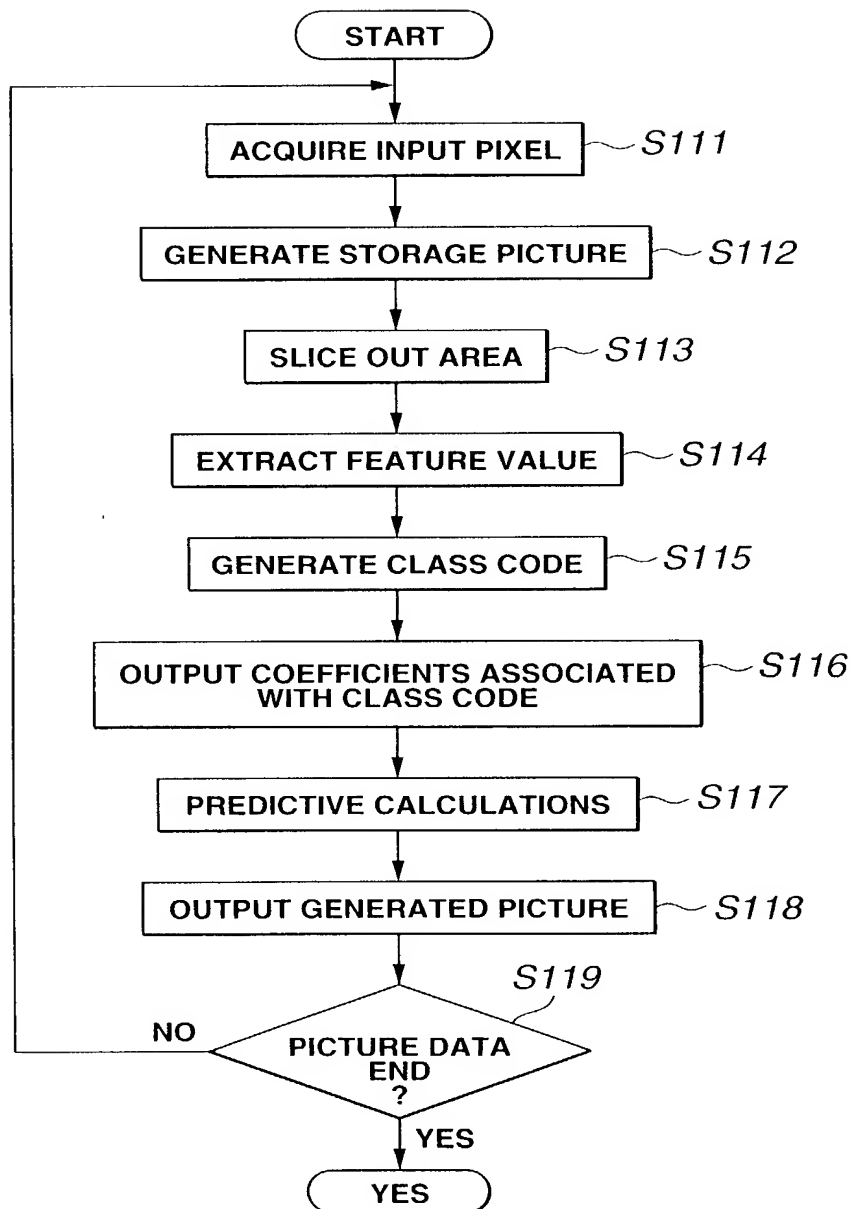 START
ACQUIRE INPUT PIXEL
S111
GENERATE STORAGE PICTURE
S112
SLICE OUT AREA
S113
EXTRACT FEATURE VALUE
S114
GENERATE CLASS CODE
S115
OUTPUT COEFFICIENTS ASSOCIATED
WITH CLASS CODE
S116
PREDICTIVE CALCULATIONS
S117
OUTPUT GENERATED PICTURE
S118
S119
NO
PICTURE DATA
END
?
YES
YES